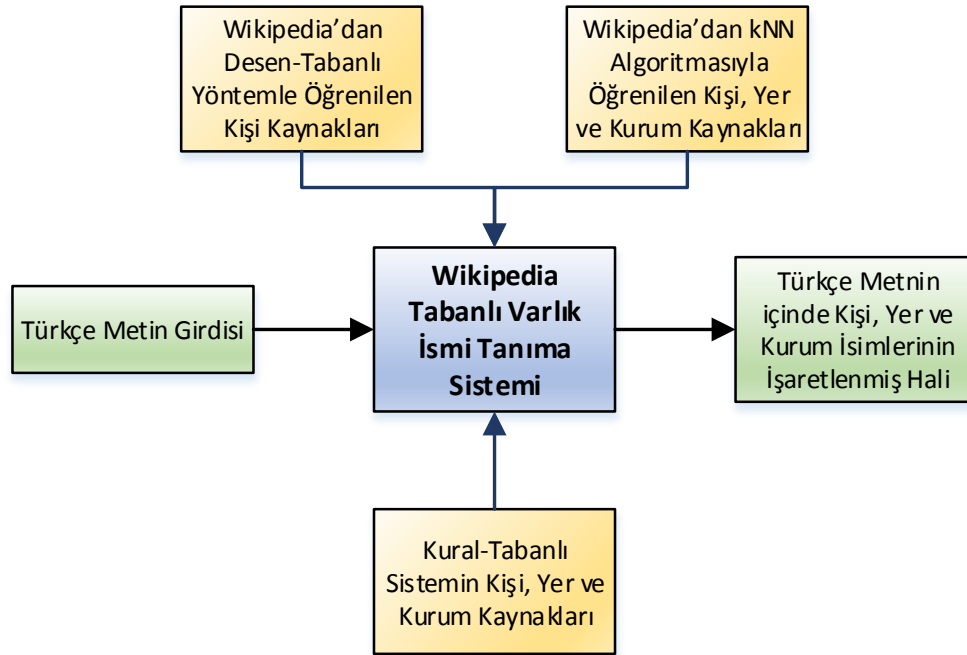 Wikipedia’dan
Desen-Tabanlı
Yöntemle Öğrenilen
Kişi Kaynakları
Wikipedia’dan kNN
Algoritmasıyla
Öğrenilen Kişi, Yer
ve Kurum Kaynakları
Türkçe Metin Girdisi
Wikipedia
Tabanlı Varlık
İsmi Tanıma
Sistemi
Türkçe Metnin
içinde Kişi, Yer ve
Kurum İsimlerinin
İşaretlenmiş Hali
Kural-Tabanlı
Sistemin Kişi, Yer ve
Kurum Kaynakları